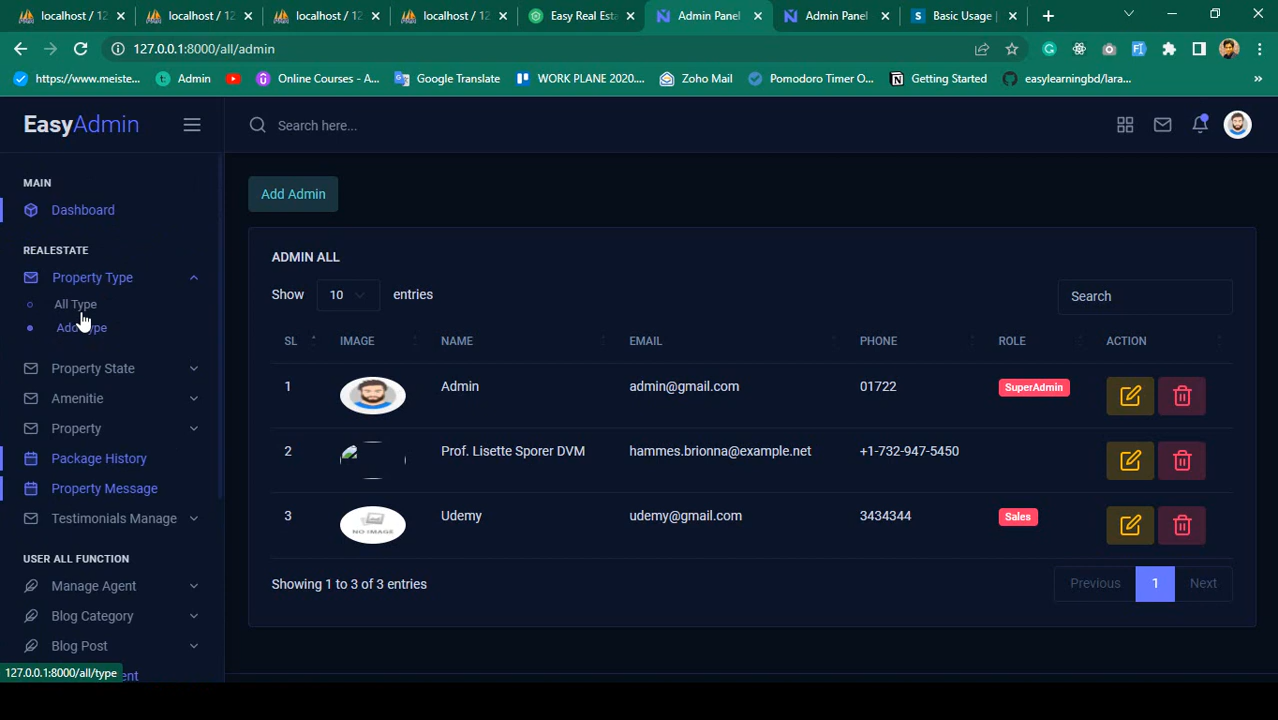 localhost / 12
localhost / 12
localhost / 12
localhost / 12
Easy Real Esta
Admin Panel
Admin Panel
Basic Usage |
127.0.0.1:8000/all/admin
https://www.meiste...
Admin
Online Courses - A...
Google Translate
WORK PLANE 2020....
Zoho Mail
Pomodoro Timer O...
Getting Started
easylearningbd/lara...
EasyAdmin
Search here...
MAIN
Dashboard
REALESTATE
Property Type
All Type
Add Type
Property State
Amenitie
Property
Package History
Property Message
Testimonials Manage
USER ALL FUNCTION
Manage Agent
Blog Category
Blog Post
ent
127.0.0.1:8000/all/type
Add Admin
ADMIN ALL
Show 10 entries
Search
SL IMAGE NAME EMAIL PHONE ROLE ACTION
1 Admin admin@gmail.com 01722 SuperAdmin
2 Prof. Lisette Sporer DVM hammes.brionna@example.net +1-732-947-5450
3 NO IMAGE Udemy udemy@gmail.com 3434344 Sales
Showing 1 to 3 of 3 entries
Previous 1 Next